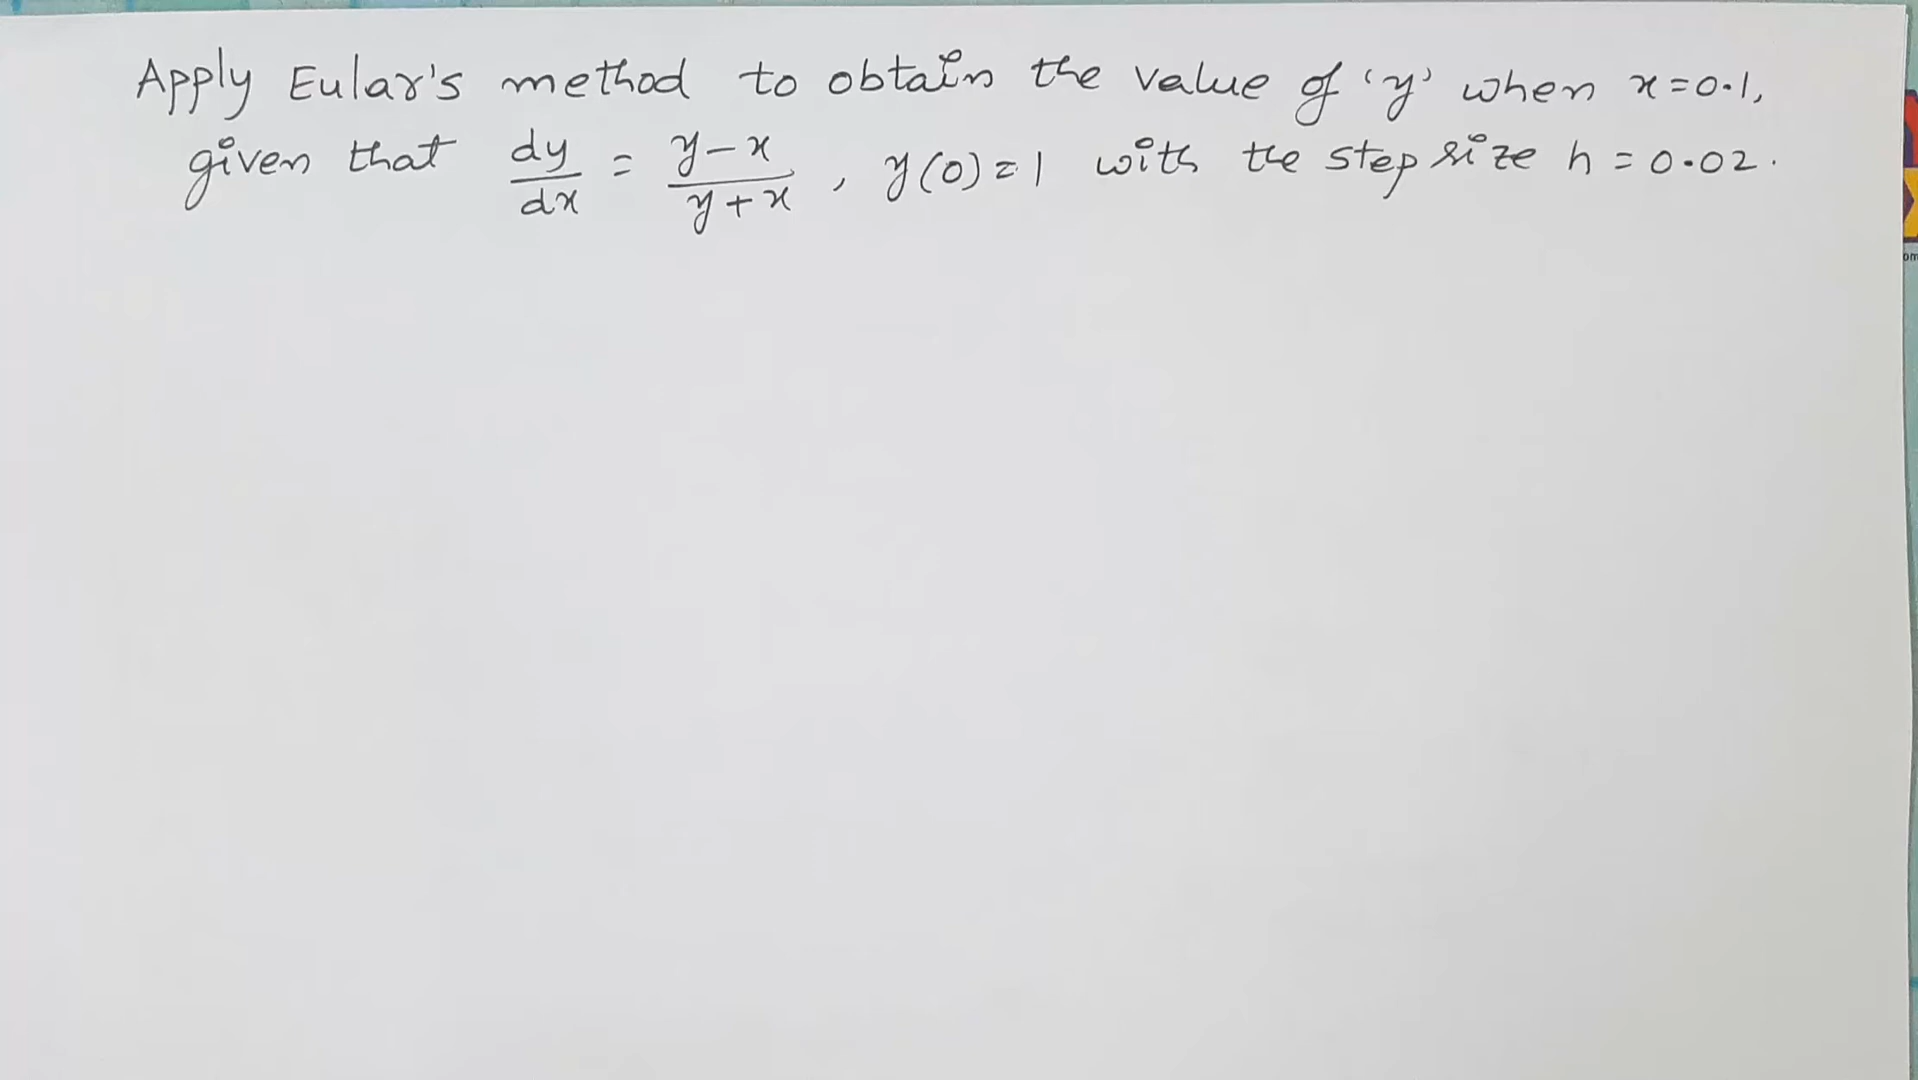 Apply Eular's method to obtain the value of 'y' when x=0.1,
given that dy/dx = y-x/y+x, y(0)=1 with the step size h=0.02.
om